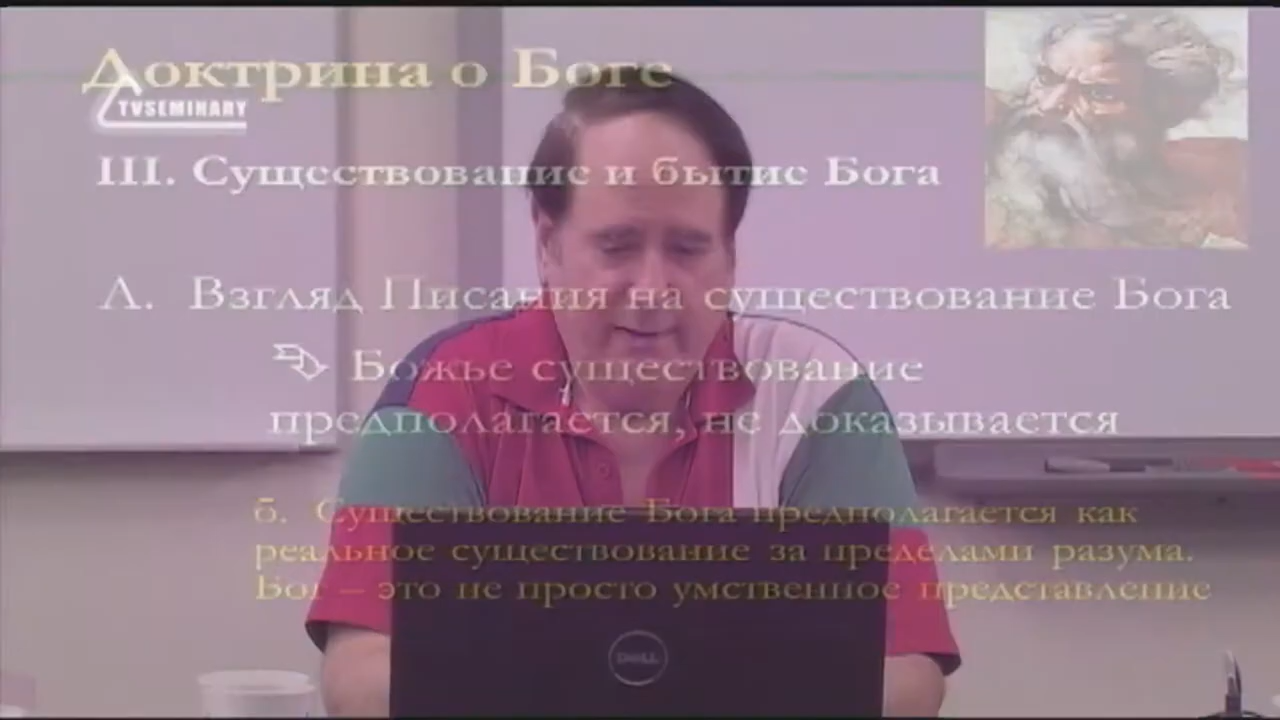 Доктрина о Боге
TVSEMINARY
III. Существование и бытие Бога
А. Взгляд Писания на существование Бога
Божье существование
предполагается, не доказывается
б. Существование Бога предполагается как
реальное существование за пределами разума.
Бог – это не просто умственное представление
DELL